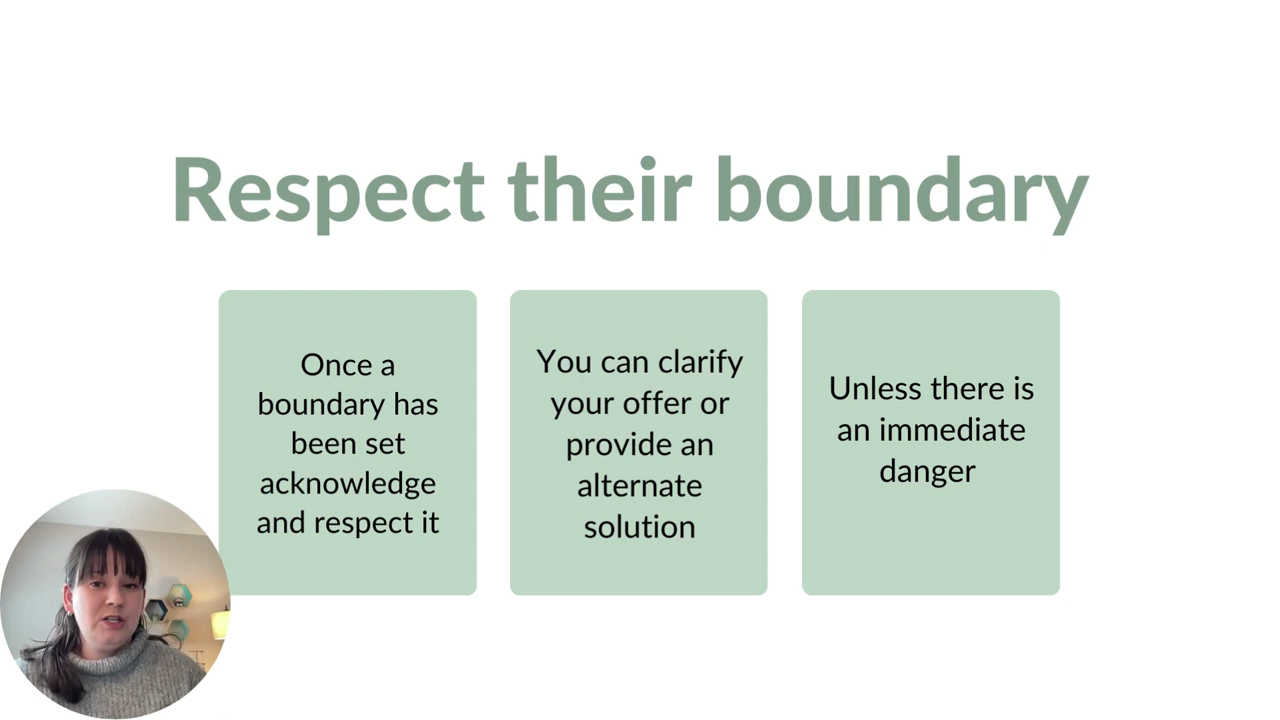 Respect their boundary
Once a
boundary has
been set
acknowledge
and respect it
You can clarify
your offer or
provide an
alternate
solution
Unless there is
an immediate
danger